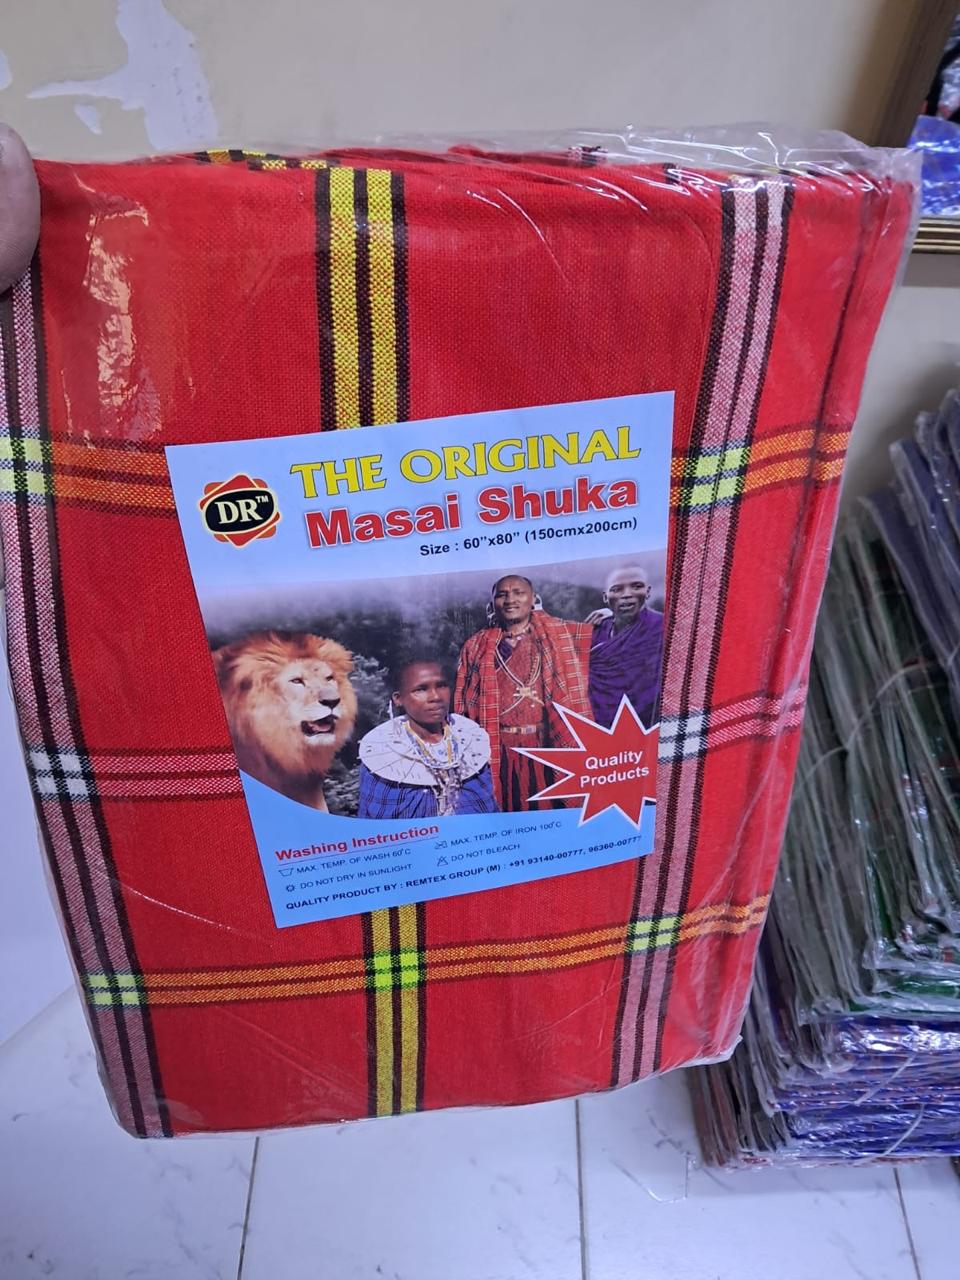 DR™
THE ORIGINAL
Masai Shuka
Size : 60"x80" (150cmx200cm)
Quality
Products
Washing Instruction
MAX. TEMP. OF WASH 60°C
MAX. TEMP. OF IRON 100°C
DO NOT DRY IN SUNLIGHT
DO NOT BLEACH
QUALITY PRODUCT BY : REMTEX GROUP (M) : +91 93140-00777, 96360-00777